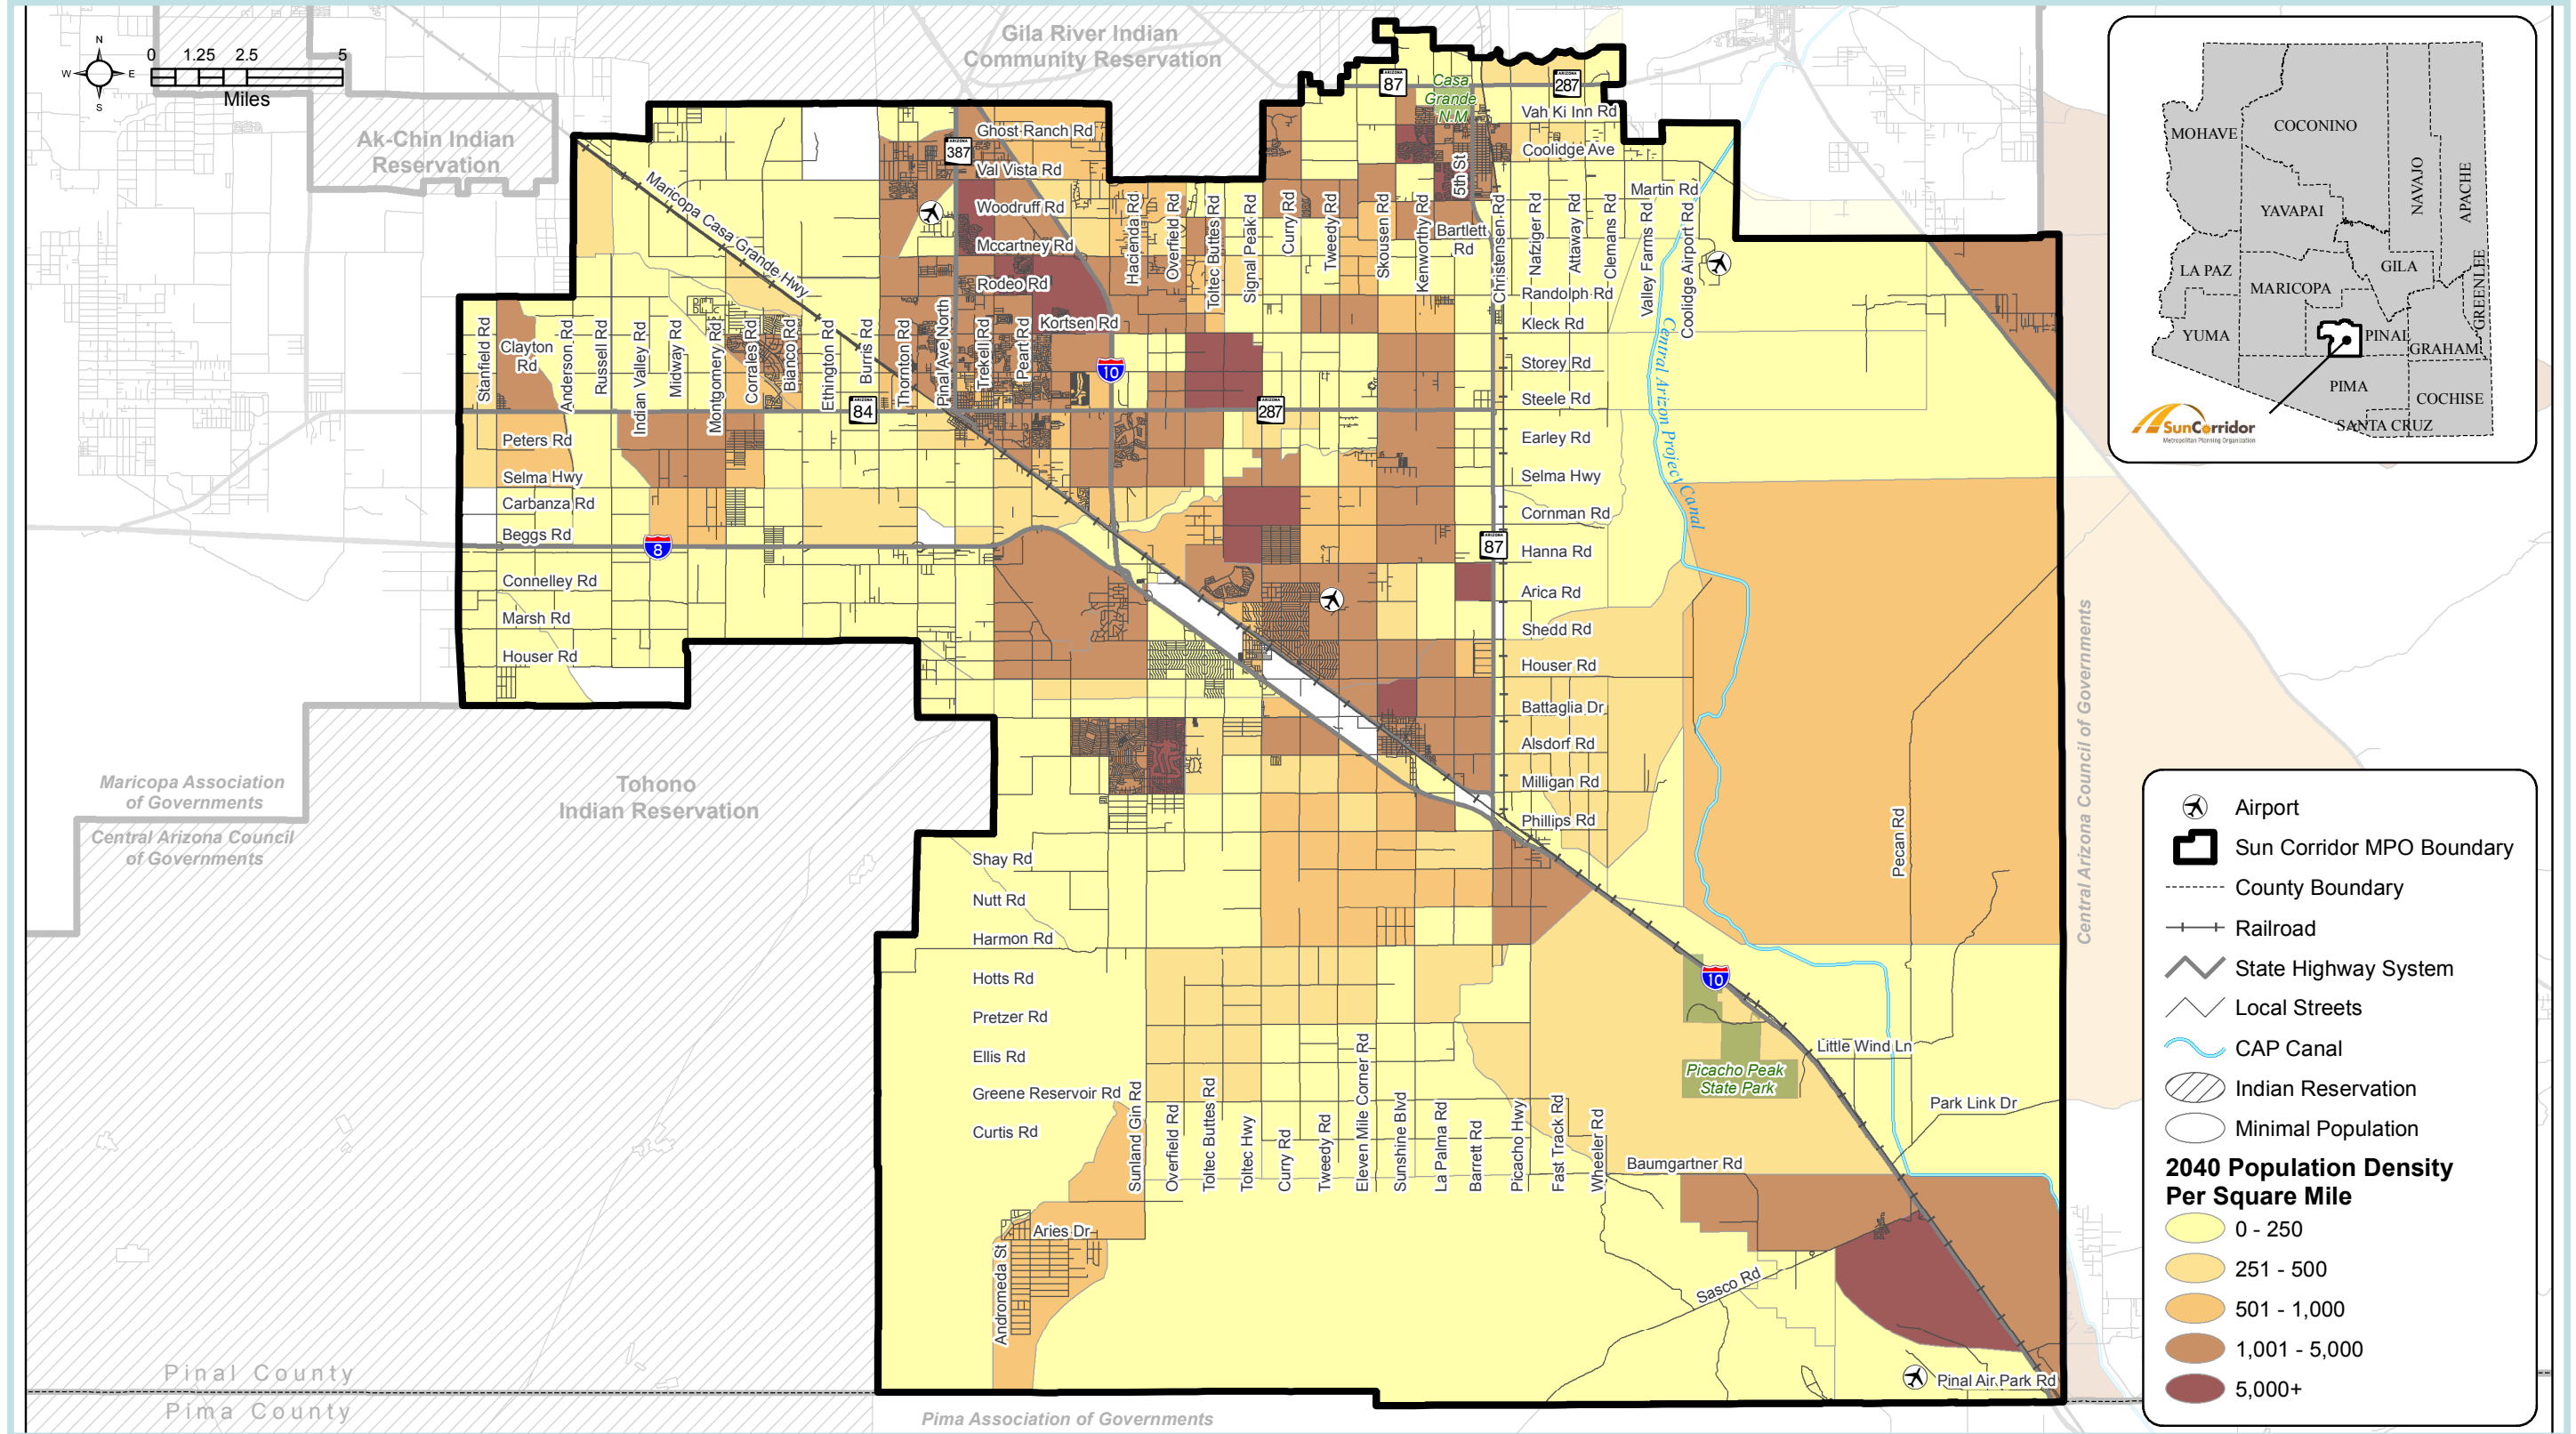 N
W
E
S
0 1.25 2.5 5
Miles
Gila River Indian
Community Reservation
Ak-Chin Indian
Reservation
ARIZONA
87
Casa
Grande
N.M
ARIZONA
287
Vah Ki Inn Rd
Coolidge Ave
5th St
Martin Rd
Ghost Ranch Rd
ARIZONA
387
Val Vista Rd
Woodruff Rd
Mccartney Rd
Rodeo Rd
Kortsen Rd
Maricopa Casa Grande Hwy
Hacienda Rd
Overfield Rd
Toltec Buttes Rd
Signal Peak Rd
Curry Rd
Tweedy Rd
Skousen Rd
Kenworthy Rd
Bartlett
Rd
Christensen Rd
Nafziger Rd
Attaway Rd
Clemans Rd
Valley Farms Rd
Coolidge Airport Rd
Randolph Rd
Kleck Rd
Storey Rd
Steele Rd
Earley Rd
Selma Hwy
Cornman Rd
Hanna Rd
Arica Rd
Shedd Rd
Houser Rd
Battaglia Dr
Alsdorf Rd
Milligan Rd
Phillips Rd
Central Arizon Project Canal
Stanfield Rd
Clayton
Rd
Anderson Rd
Russell Rd
Indian Valley Rd
Midway Rd
Montgomery Rd
Corrales Rd
Bianco Rd
Ethington Rd
Burris Rd
Thornton Rd
Pinal Ave North
Trekell Rd
Peart Rd
10
ARIZONA
84
ARIZONA
287
Peters Rd
Selma Hwy
Carbanza Rd
Beggs Rd
8
Connelley Rd
Marsh Rd
Houser Rd
ARIZONA
87
Maricopa Association
of Governments
Central Arizona Council
of Governments
Tohono
Indian Reservation
Shay Rd
Nutt Rd
Harmon Rd
Hotts Rd
Pretzer Rd
Ellis Rd
Greene Reservoir Rd
Curtis Rd
Sunland Gin Rd
Overfield Rd
Toltec Buttes Rd
Toltec Hwy
Curry Rd
Tweedy Rd
Eleven Mile Corner Rd
Sunshine Blvd
La Palma Rd
Barrett Rd
Picacho Hwy
Fast Track Rd
Wheeler Rd
10
Picacho Peak
State Park
Pecan Rd
Little Wind Ln
Park Link Dr
Baumgartner Rd
Sasco Rd
Pinal Air Park Rd
Aries Dr
Andromeda St
Central Arizona Council of Governments
Pinal County
Pima County
Pima Association of Governments
MOHAVE
COCONINO
NAVAJO
APACHE
YAVAPAI
LA PAZ
GILA
GREENLEE
MARICOPA
YUMA
PINAL
GRAHAM
PIMA
COCHISE
SANTA CRUZ
SunCorridor
Metropolitan Planning Organization
Airport
Sun Corridor MPO Boundary
County Boundary
Railroad
State Highway System
Local Streets
CAP Canal
Indian Reservation
Minimal Population
2040 Population Density
Per Square Mile
0 - 250
251 - 500
501 - 1,000
1,001 - 5,000
5,000+